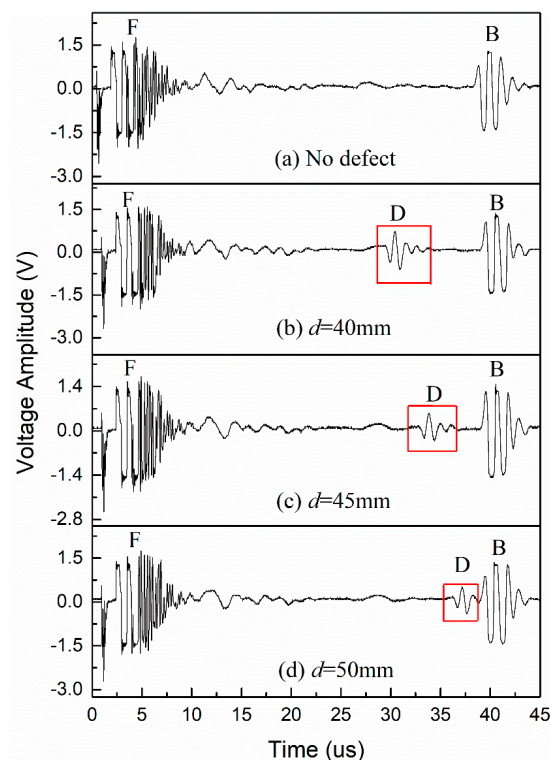 Voltage Amplitude (V)
F
B
1.5
0.0
-1.5
-3.0
(a) No defect
F
D
B
1.5
0.0
-1.5
-3.0
(b) d=40mm
F
D
B
1.4
0.0
-1.4
-2.8
(c) d=45mm
F
D
B
1.5
0.0
-1.5
-3.0
(d) d=50mm
0 5 10 15 20 25 30 35 40 45
Time (us)